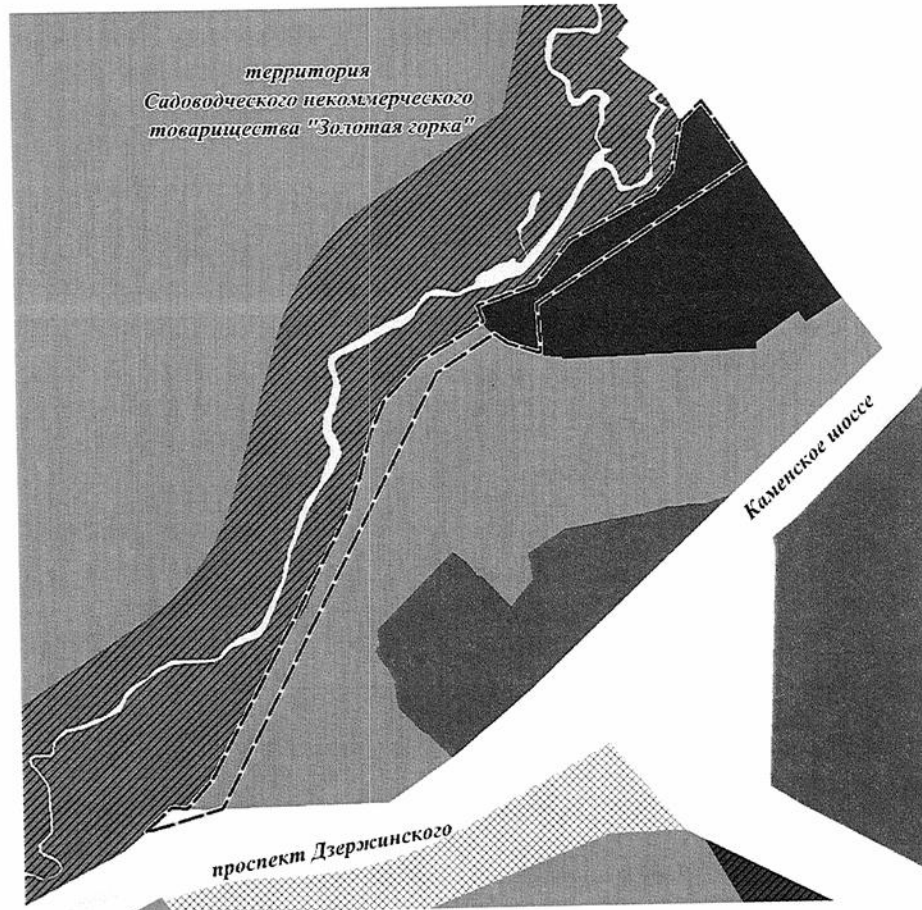 территория
Садоводческого некоммерческого
товарищества "Золотая горка"
Каменское шоссе
проспект Дзержинского